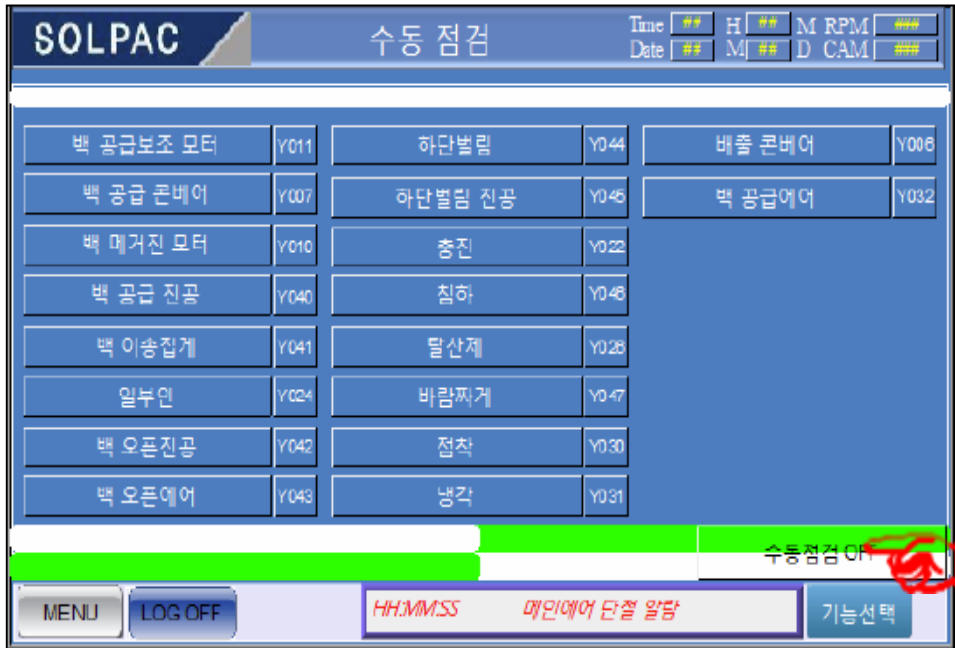 SOLPAC
수동 점검
Time ## H ## M RPM ###
Date ## M ## D CAM ###
백 공급보조 모터 Y011 하단벌림 Y044 배출 콘베어 Y006
백 공급 콘베어 Y007 하단벌림 진공 Y045 백 공급에어 Y032
백 메거진 모터 Y010 충진 Y022
백 공급 진공 Y040 침하 Y046
백 이송집게 Y041 탈산제 Y026
일부인 Y024 바람짜게 Y047
백 오픈진공 Y042 점착 Y030
백 오픈에어 Y043 냉각 Y031
수동점검 OFF
MENU LOG OFF HH:MM:SS 메인에어 단절 알람 기능선택